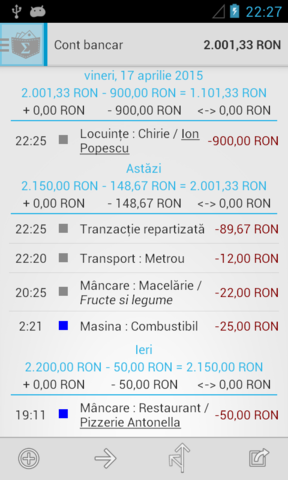 22:27
Σ
Cont bancar 2.001,33 RON
vineri, 17 aprilie 2015
2.001,33 RON - 900,00 RON = 1.101,33 RON
+ 0,00 RON - 900,00 RON <-> 0,00 RON
22:25 Locuințe : Chirie / Ion -900,00 RON
Popescu
Astăzi
2.150,00 RON - 148,67 RON = 2.001,33 RON
+ 0,00 RON - 148,67 RON <-> 0,00 RON
22:25 Tranzacție repartizată -89,67 RON
22:20 Transport : Metrou -12,00 RON
20:25 Mâncare : Macelărie / -22,00 RON
Fructe si legume
2:21 Masina : Combustibil -25,00 RON
Ieri
2.200,00 RON - 50,00 RON = 2.150,00 RON
+ 0,00 RON - 50,00 RON <-> 0,00 RON
19:11 Mâncare : Restaurant / -50,00 RON
Pizzerie Antonella